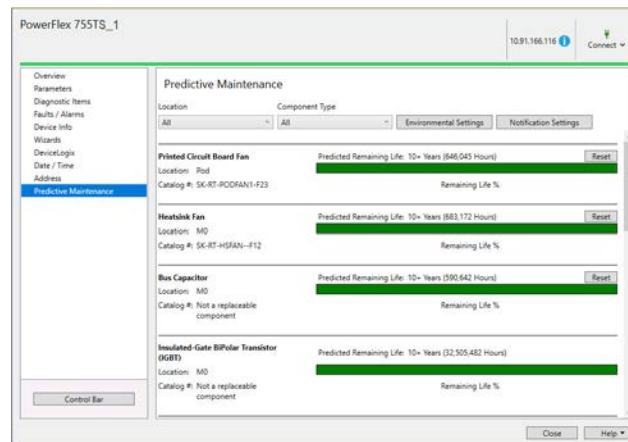 PowerFlex 755TS_1
10.91.166.116
Connect
Overview
Parameters
Diagnostic Items
Faults / Alarms
Device Info
Wizards
DeviceLogix
Date / Time
Address
Predictive Maintenance
Control Bar
Predictive Maintenance
Location
Component Type
All
All
Environmental Settings
Notification Settings
Printed Circuit Board Fan
Predicted Remaining Life: 10+ Years (646,045 Hours)
Reset
Location: Pod
Catalog #: SK-RT-PODFAN1-F23
Remaining Life %
Heatsink Fan
Predicted Remaining Life: 10+ Years (683,172 Hours)
Reset
Location: M0
Catalog #: SK-RT-HSFAN--F12
Remaining Life %
Bus Capacitor
Predicted Remaining Life: 10+ Years (590,642 Hours)
Reset
Location: M0
Catalog #: Not a replaceable
component
Remaining Life %
Insulated-Gate BiPolar Transistor
(IGBT)
Predicted Remaining Life: 10+ Years (32,505,482 Hours)
Location: M0
Catalog #: Not a replaceable
component
Remaining Life %
Close
Help